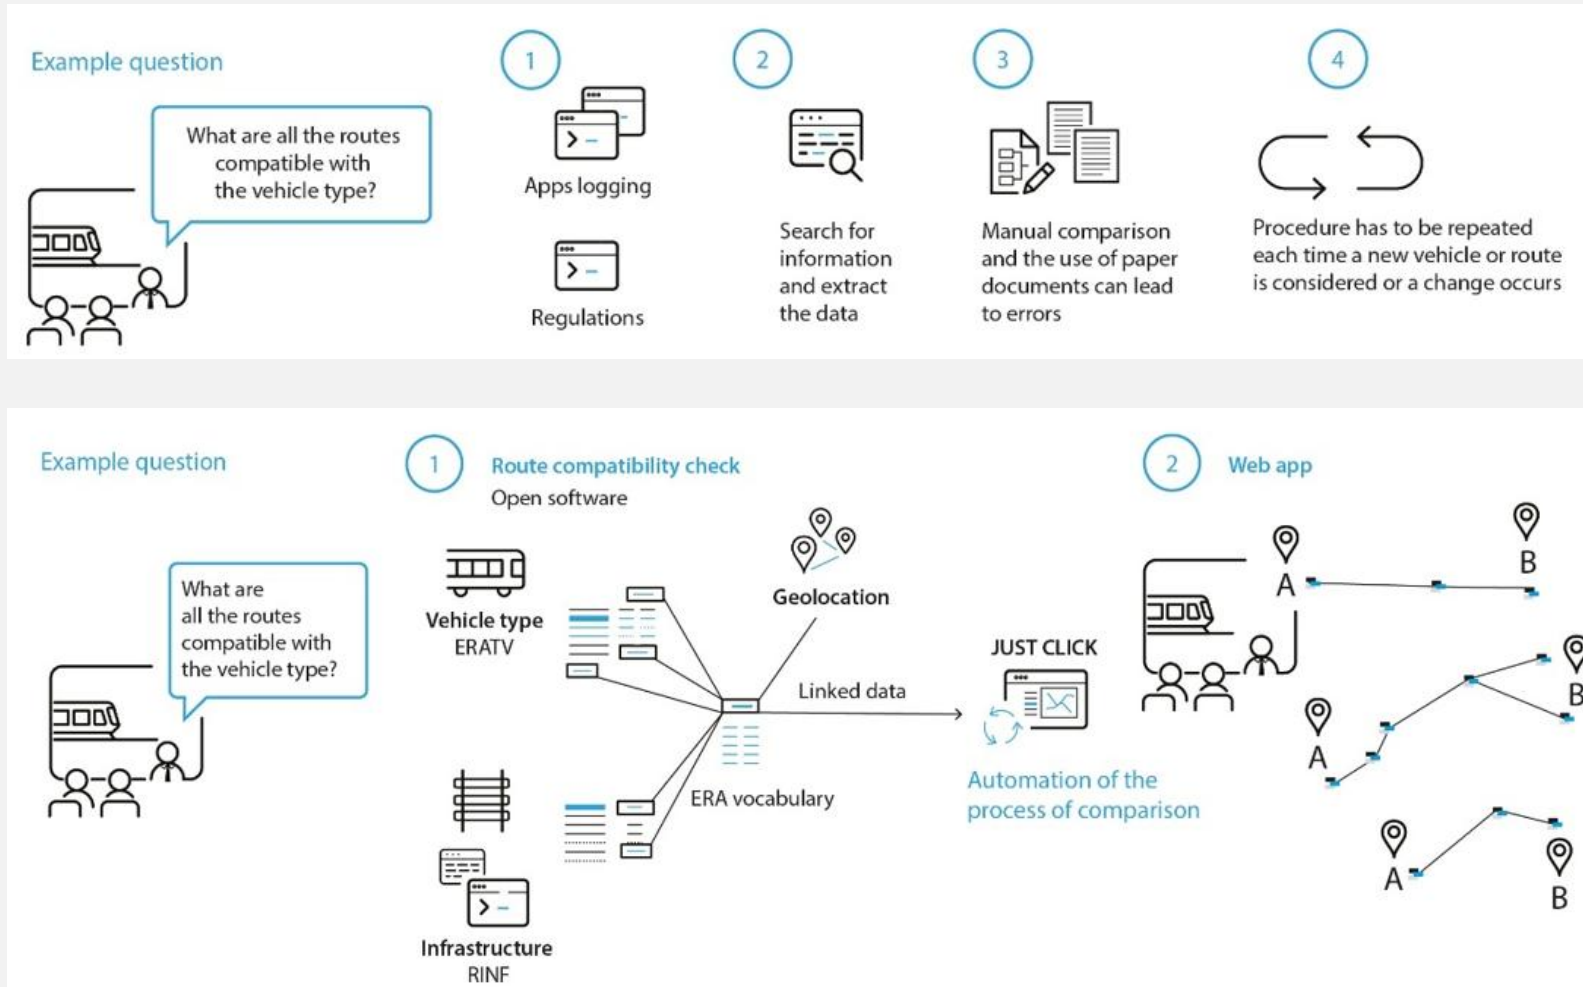 Example question
What are all the routes
compatible with
the vehicle type?
1
Apps logging
Regulations
2
Search for
information
and extract
the data
3
Manual comparison
and the use of paper
documents can lead
to errors
4
Procedure has to be repeated
each time a new vehicle or route
is considered or a change occurs
Example question
What are
all the routes
compatible with
the vehicle type?
1
Route compatibility check
Open software
Vehicle type
ERATV
Infrastructure
RINF
Geolocation
Linked data
ERA vocabulary
JUST CLICK
Automation of the
process of comparison
2
Web app
A
B
A
B
A
B